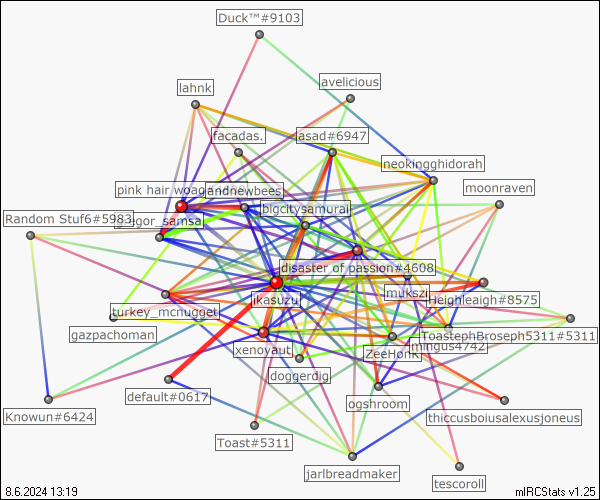 Duck™#9103
avelicious
lahnk
facadas.
asad#6947
neokingghidorah
pink hair woag
andnewbees
moonraven
bigcitysamurai
Random Stuf6#5983
gregor_samsa
disaster of passion#4608
mukszi
Heighleaigh#8575
jikasuzu
turkey_mcnugget
gazpachoman
ToastephBroseph5311#5311
mingus4742
xenoyaut
ZeeHonk
doggerdig
default#0617
ogshroom
Knowun#6424
thiccusboiusalexusjoneus
Toast#5311
jarlbreadmaker
tescoroll
8.6.2024 13:19
mIRCStats v1.25